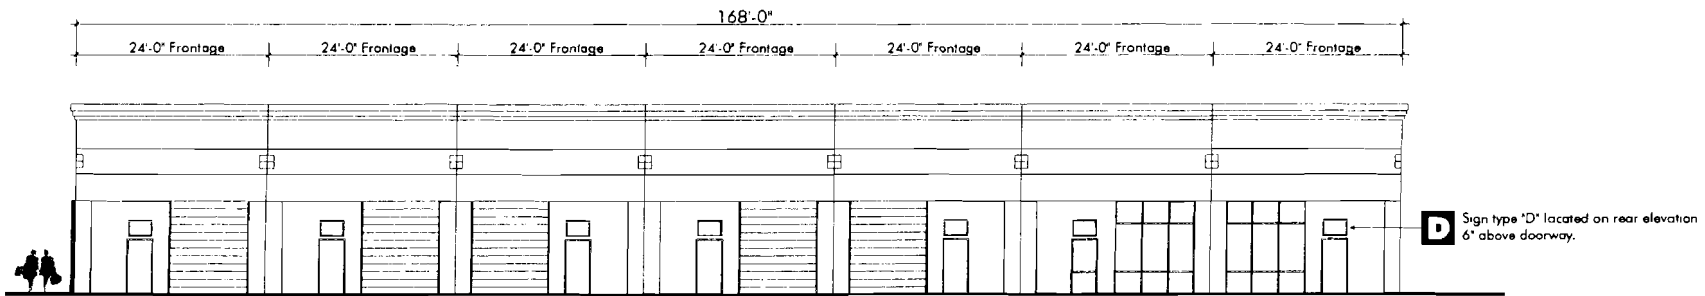 168'-0"
24'-0" Frontage 24'-0" Frontage 24'-0" Frontage 24'-0" Frontage 24'-0" Frontage 24'-0" Frontage 24'-0" Frontage
D
Sign type "D" lacated on rear elevation
6" above doorway.